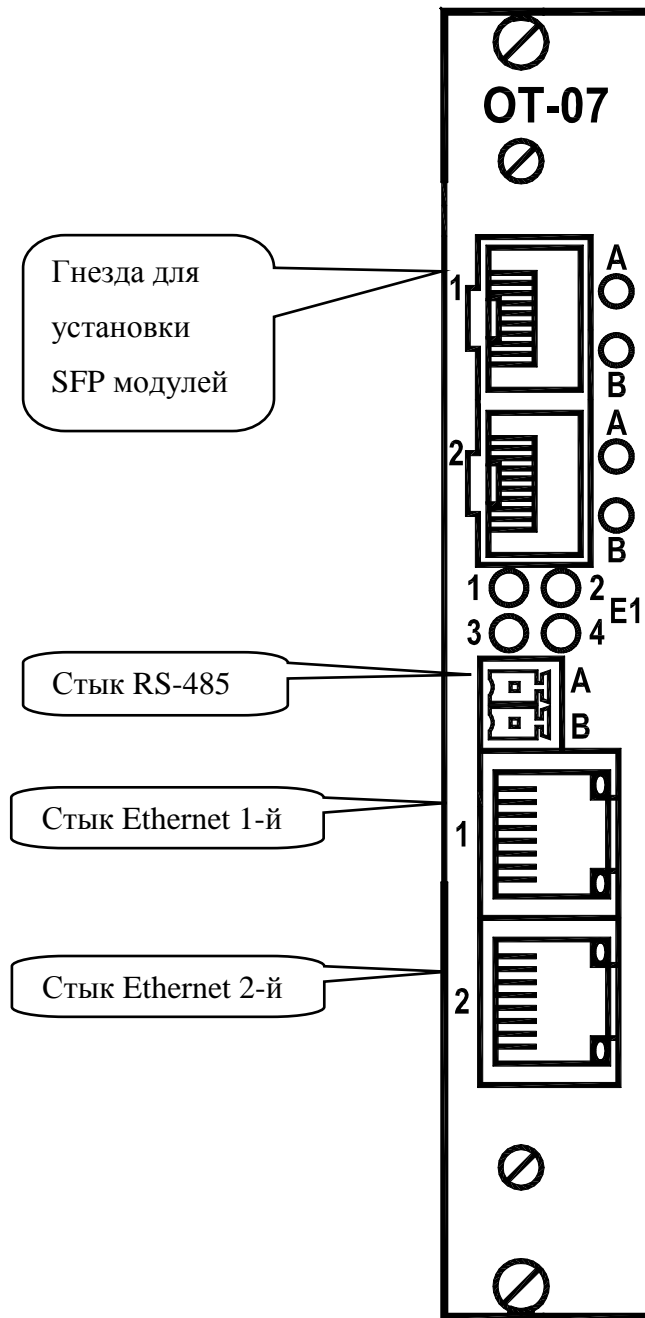 ОТ-07
Гнезда для
установки
SFP модулей
1
A
B
2
A
B
1
2
3
4
E1
Стык RS-485
A
B
Стык Ethernet 1-й
1
Стык Ethernet 2-й
2